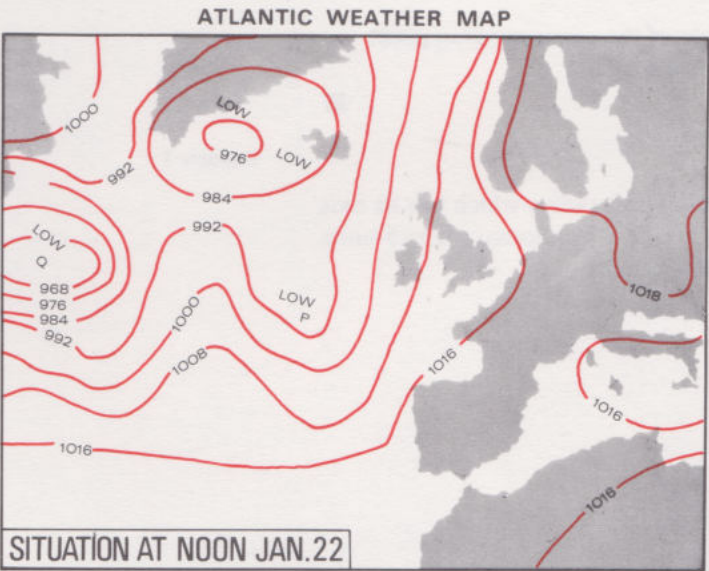 ATLANTIC WEATHER MAP
1000
992
LOW
976
LOW
984
LOW
Q
992
968
976
984
992
LOW
P
1000
1008
1016
1018
1016
1016
1016
SITUATION AT NOON JAN.22